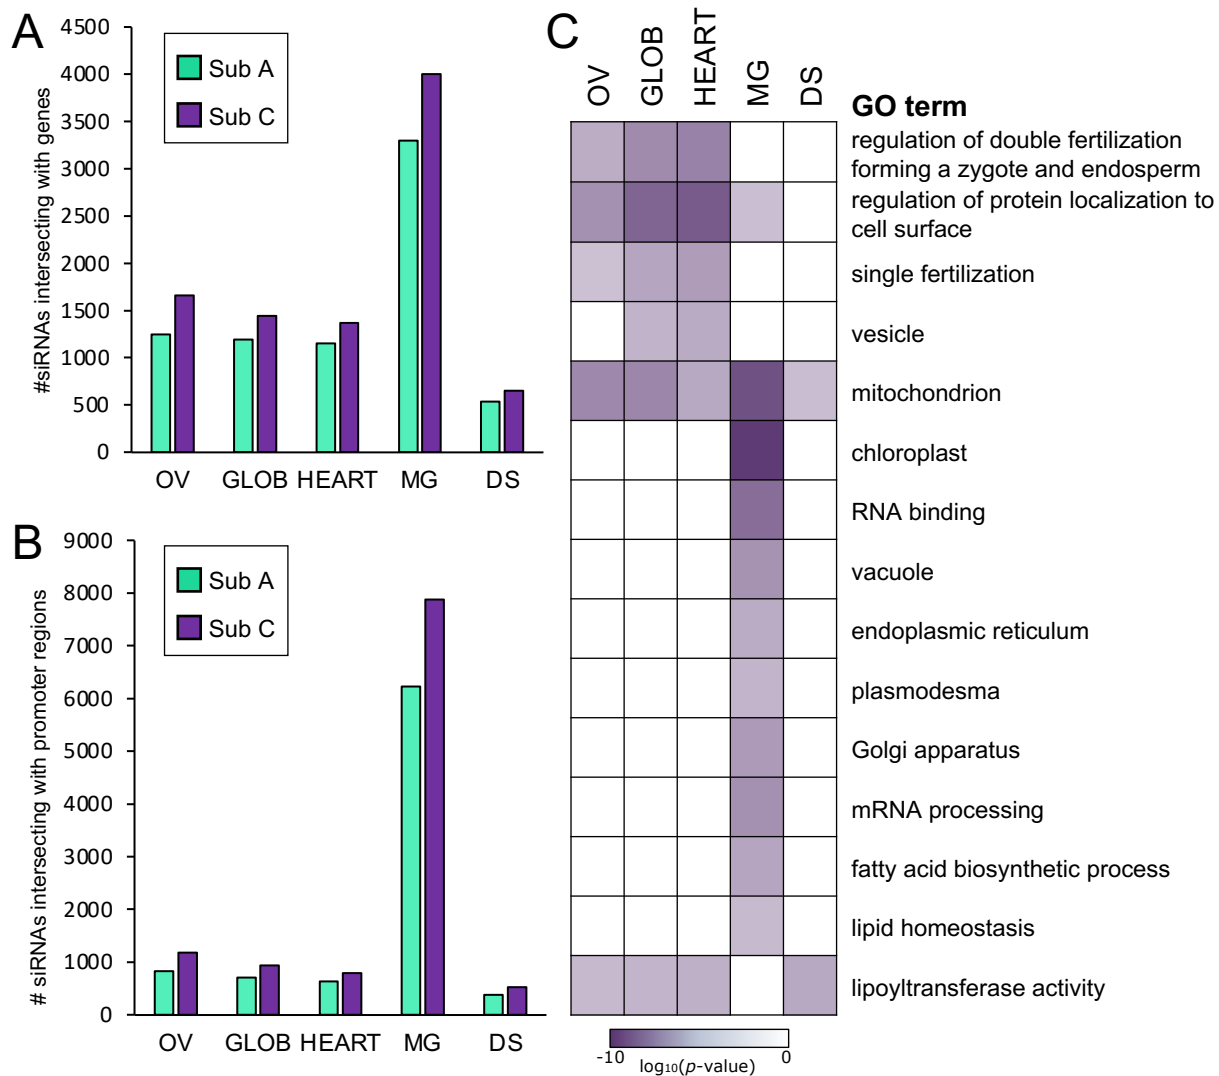 A
4500
4000
3500
3000
2500
2000
1500
1000
500
0
#siRNAs intersecting with genes
Sub A
Sub C
OV GLOB HEART MG DS
B
9000
8000
7000
6000
5000
4000
3000
2000
1000
0
# siRNAs intersecting with promoter regions
Sub A
Sub C
OV GLOB HEART MG DS
C
OV GLOB HEART MG DS
GO term
regulation of double fertilization
forming a zygote and endosperm
regulation of protein localization to
cell surface
single fertilization
vesicle
mitochondrion
chloroplast
RNA binding
vacuole
endoplasmic reticulum
plasmodesma
Golgi apparatus
mRNA processing
fatty acid biosynthetic process
lipid homeostasis
lipoyltransferase activity
-10 0
log₁₀(p-value)